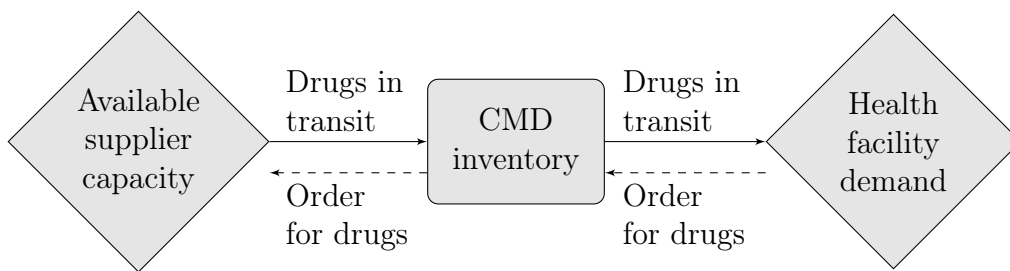 Available
supplier
capacity
Drugs in
transit
Order
for drugs
CMD
inventory
Drugs in
transit
Order
for drugs
Health
facility
demand